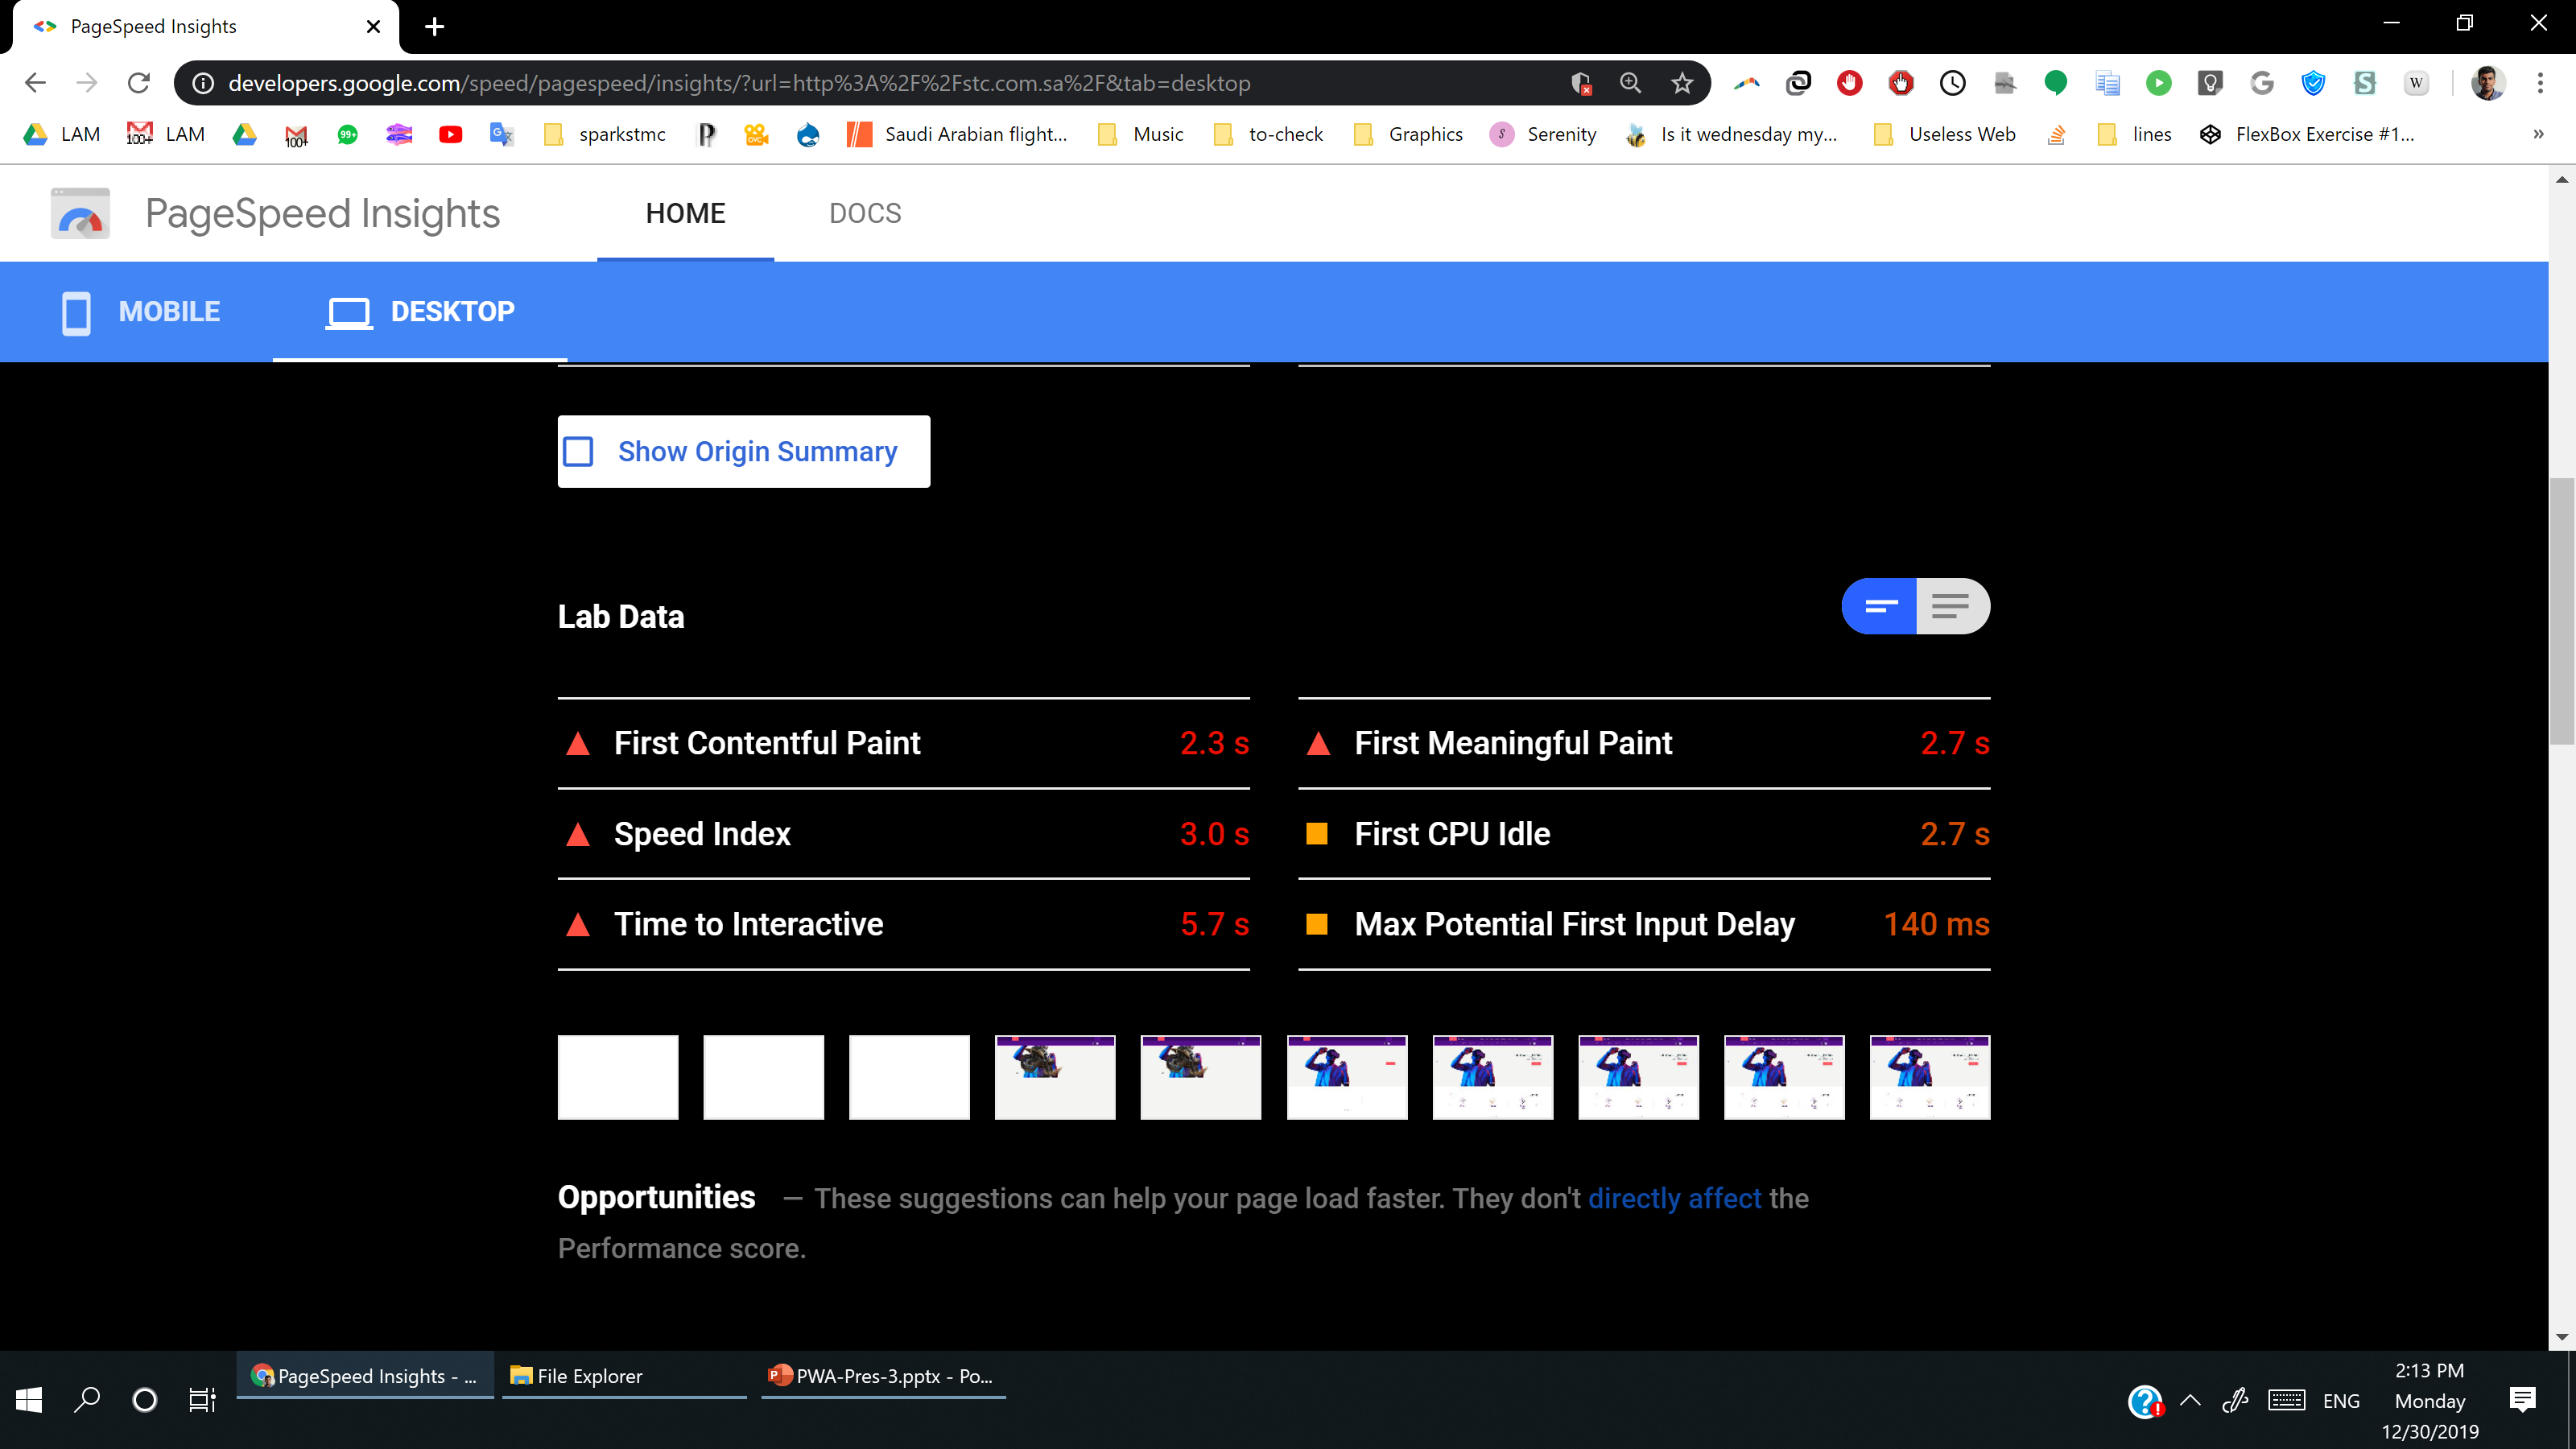 PageSpeed Insights
developers.google.com/speed/pagespeed/insights/?url=http%3A%2F%2Fstc.com.sa%2F&tab=desktop
LAM LAM sparkstmc Saudi Arabian flight... Music to-check Graphics Serenity Is it wednesday my... Useless Web lines FlexBox Exercise #1... »
PageSpeed Insights HOME DOCS
MOBILE DESKTOP
Show Origin Summary
Lab Data
First Contentful Paint 2.3 s First Meaningful Paint 2.7 s
Speed Index 3.0 s First CPU Idle 2.7 s
Time to Interactive 5.7 s Max Potential First Input Delay 140 ms
Opportunities — These suggestions can help your page load faster. They don't directly affect the
Performance score.
PageSpeed Insights - ... File Explorer PWA-Pres-3.pptx - Po...
ENG
2:13 PM
Monday
12/30/2019